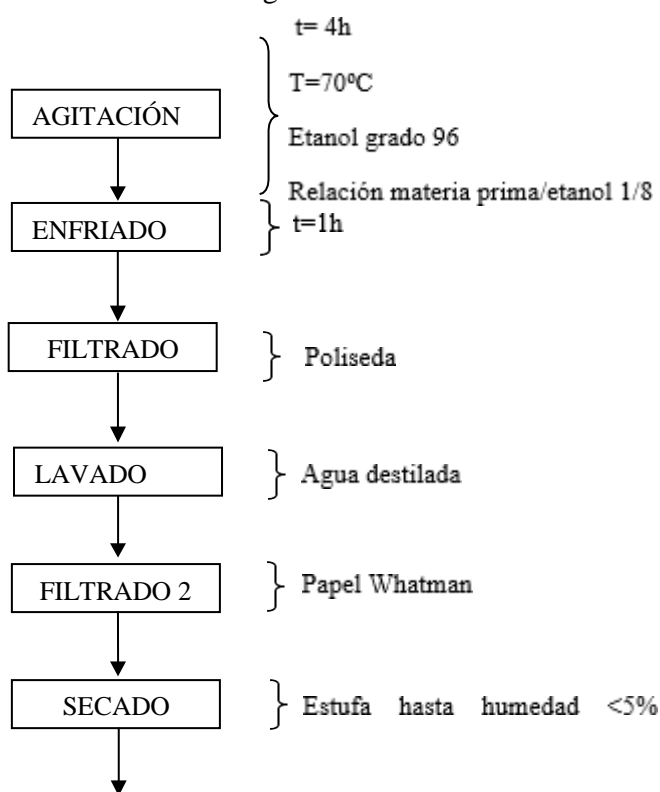 t= 4h
T=70ºC
AGITACIÓN
Etanol grado 96
Relación materia prima/etanol 1/8
ENFRIADO
t=1h
FILTRADO
Poliseda
LAVADO
Agua destilada
FILTRADO 2
Papel Whatman
SECADO
Estufa hasta humedad <5%